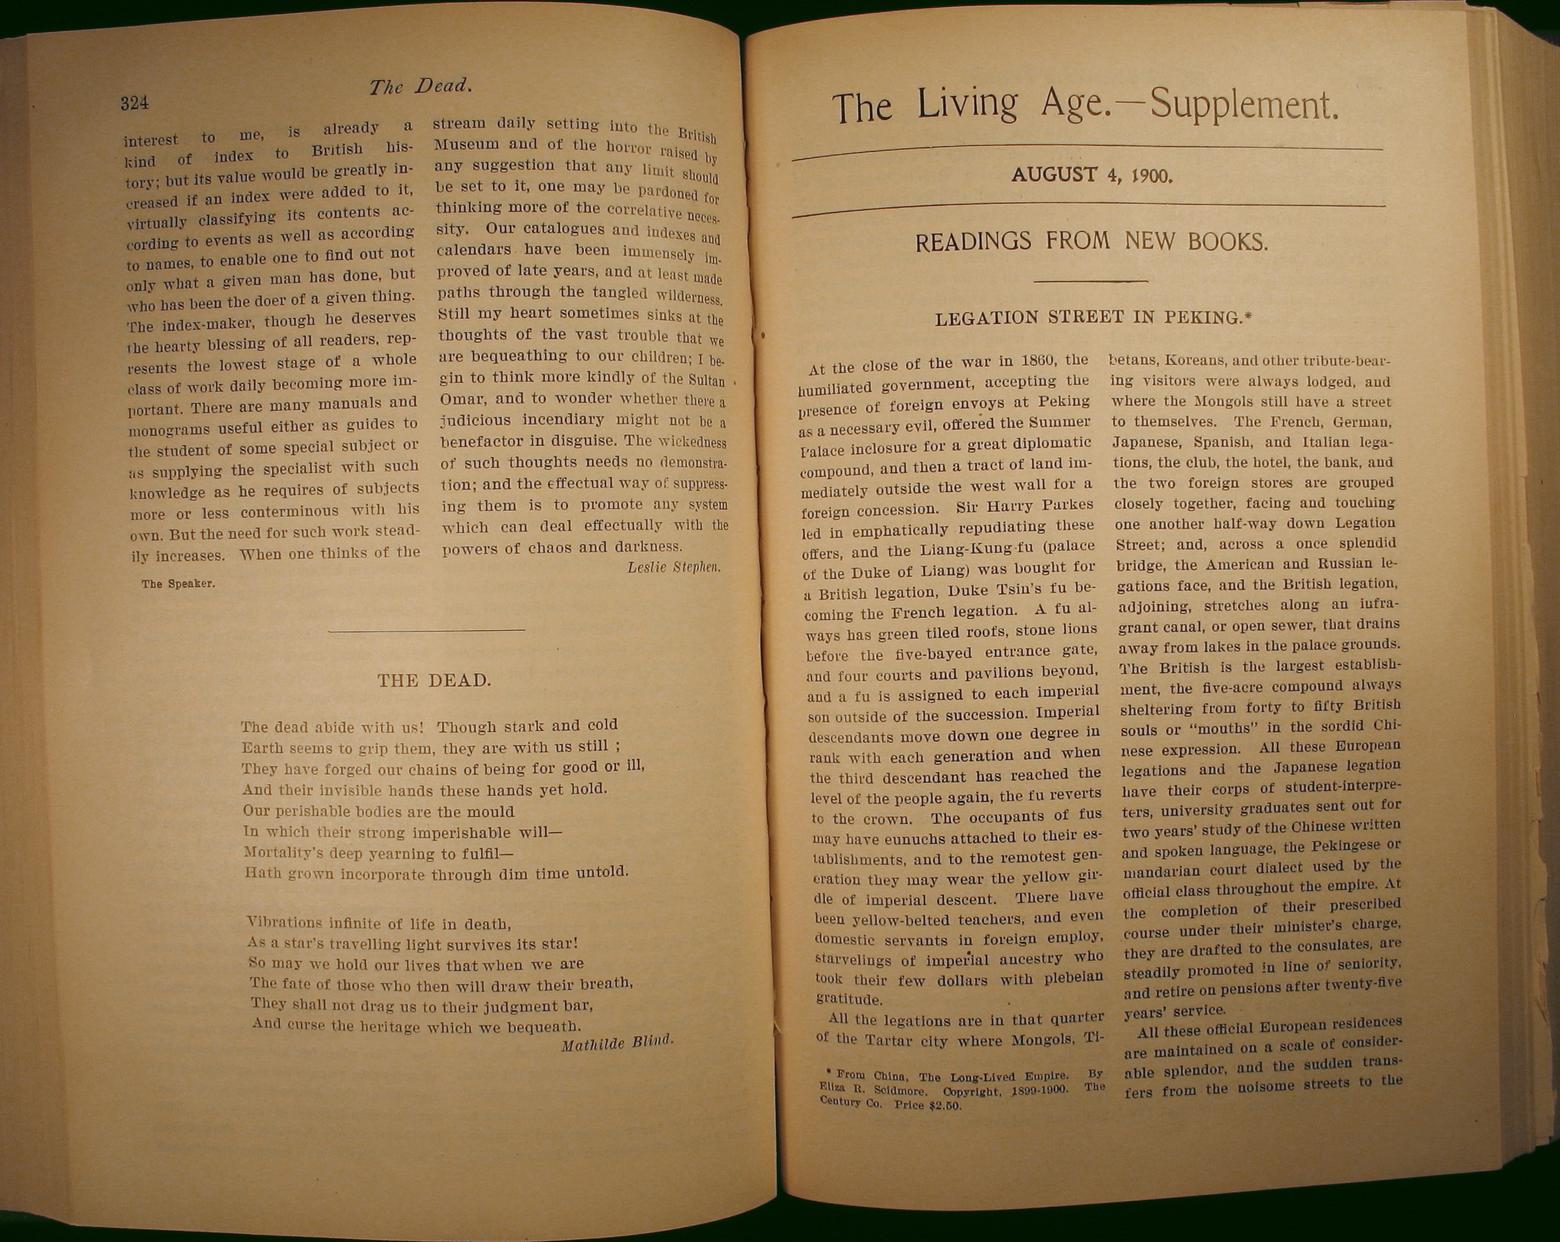 324
The Dead.
interest to me, is already a
kind of index to British his-
tory; but its value would be greatly in-
creased if an index were added to it,
virtually classifying its contents ac-
cording to events as well as according
to names, to enable one to find out not
only what a given man has done, but
who has been the doer of a given thing.
The index-maker, though he deserves
the hearty blessing of all readers, rep-
resents the lowest stage of a whole
class of work daily becoming more im-
portant. There are many manuals and
monograms useful either as guides to
the student of some special subject or
as supplying the specialist with such
knowledge as he requires of subjects
more or less conterminous with his
own. But the need for such work stead-
ily increases. When one thinks of the
The Speaker.
stream daily setting into the British
Museum and of the horror raised by
any suggestion that any limit should
be set to it, one may be pardoned for
thinking more of the correlative neces-
sity. Our catalogues and indexes and
calendars have been immensely im-
proved of late years, and at least made
paths through the tangled wilderness.
Still my heart sometimes sinks at the
thoughts of the vast trouble that we
are bequeathing to our children; I be-
gin to think more kindly of the Sultan
Omar, and to wonder whether there a
judicious incendiary might not be a
benefactor in disguise. The wickedness
of such thoughts needs no demonstra-
tion; and the effectual way of suppress-
ing them is to promote any system
which can deal effectually with the
powers of chaos and darkness.
Leslie Stephen.
THE DEAD.
The dead abide with us! Though stark and cold
Earth seems to grip them, they are with us still ;
They have forged our chains of being for good or ill,
And their invisible hands these hands yet hold.
Our perishable bodies are the mould
In which their strong imperishable will—
Mortality's deep yearning to fulfil—
Hath grown incorporate through dim time untold.
Vibrations infinite of life in death,
As a star's travelling light survives its star!
So may we hold our lives that when we are
The fate of those who then will draw their breath,
They shall not drag us to their judgment bar,
And curse the heritage which we bequeath.
Mathilde Blind.
The Living Age.—Supplement.
AUGUST 4, 1900.
READINGS FROM NEW BOOKS.
LEGATION STREET IN PEKING.*
At the close of the war in 1860, the
humiliated government, accepting the
presence of foreign envoys at Peking
as a necessary evil, offered the Summer
Palace inclosure for a great diplomatic
compound, and then a tract of land im-
mediately outside the west wall for a
foreign concession. Sir Harry Parkes
led in emphatically repudiating these
offers, and the Liang-Kung-fu (palace
of the Duke of Liang) was bought for
a British legation, Duke Tsin's fu be-
coming the French legation. A fu al-
ways has green tiled roofs, stone lions
before the five-bayed entrance gate,
and four courts and pavilions beyond,
and a fu is assigned to each imperial
son outside of the succession. Imperial
descendants move down one degree in
rank with each generation and when
the third descendant has reached the
level of the people again, the fu reverts
to the crown. The occupants of fus
may have eunuchs attached to their es-
tablishments, and to the remotest gen-
eration they may wear the yellow gir-
dle of imperial descent. There have
been yellow-belted teachers, and even
domestic servants in foreign employ,
starvelings of imperial ancestry who
took their few dollars with plebeian
gratitude.
All the legations are in that quarter
of the Tartar city where Mongols, Ti-
* From China, The Long-Lived Empire. By
Eliza R. Scidmore. Copyright, 1899-1900. The
Century Co. Price $2.50.
betans, Koreans, and other tribute-bear-
ing visitors were always lodged, and
where the Mongols still have a street
to themselves. The French, German,
Japanese, Spanish, and Italian lega-
tions, the club, the hotel, the bank, and
the two foreign stores are grouped
closely together, facing and touching
one another half-way down Legation
Street; and, across a once splendid
bridge, the American and Russian le-
gations face, and the British legation,
adjoining, stretches along an infra-
grant canal, or open sewer, that drains
away from lakes in the palace grounds.
The British is the largest establish-
ment, the five-acre compound always
sheltering from forty to fifty British
souls or "mouths" in the sordid Chi-
nese expression. All these European
legations and the Japanese legation
have their corps of student-interpre-
ters, university graduates sent out for
two years' study of the Chinese written
and spoken language, the Pekingese or
mandarian court dialect used by the
official class throughout the empire. At
the completion of their prescribed
course under their minister's charge,
they are drafted to the consulates, are
steadily promoted in line of seniority,
and retire on pensions after twenty-five
years' service.
All these official European residences
are maintained on a scale of consider-
able splendor, and the sudden trans-
fers from the noisome streets to the